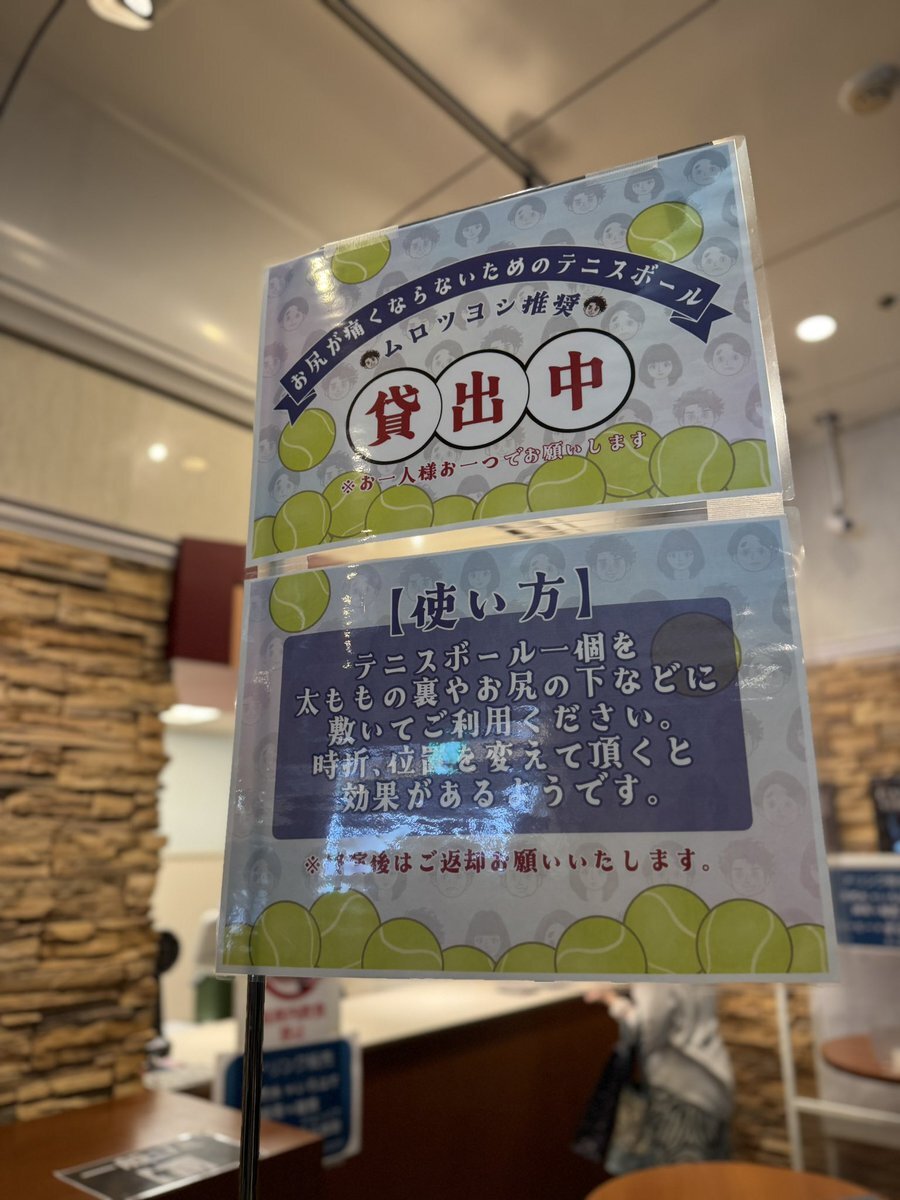 お尻が痛くならないためのテニスボール
ムロツヨシ推奨
貸出中
※お一人様お一つでお願いします
【使い方】
テニスボール一個を
太ももの裏やお尻の下などに
敷いてご利用ください。
時折、位置を変えて頂くと
効果があるようです。
後はご返却お願いいたします。